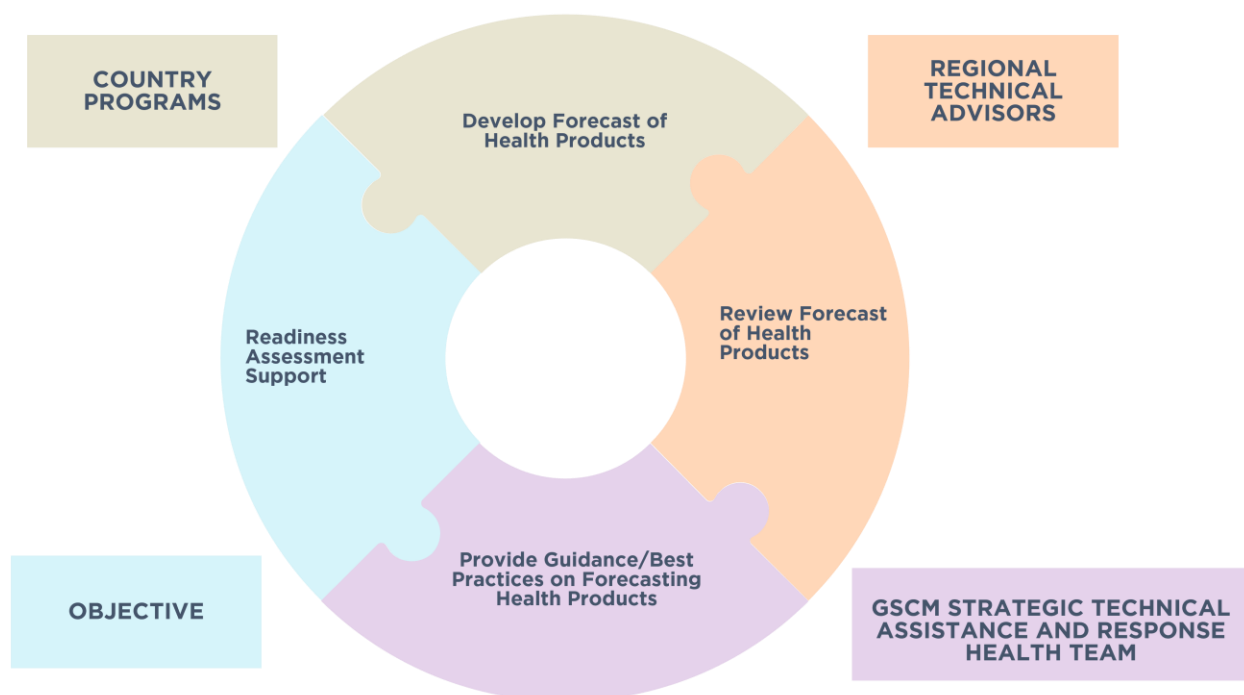 COUNTRY
PROGRAMS
REGIONAL
TECHNICAL
ADVISORS
Develop Forecast of
Health Products
Review Forecast
of Health
Products
Readiness
Assessment
Support
Provide Guidance/Best
Practices on Forecasting
Health Products
OBJECTIVE
GSCM STRATEGIC TECHNICAL
ASSISTANCE AND RESPONSE
HEALTH TEAM